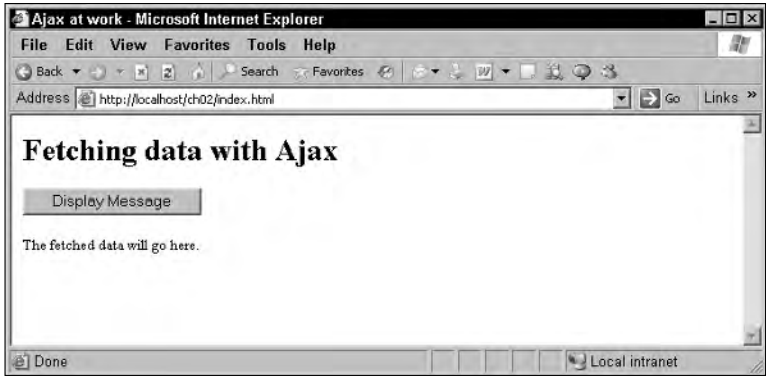 Ajax at work - Microsoft Internet Explorer
File Edit View Favorites Tools Help
Back Search Favorites
Address http://localhost/ch02/index.html Go Links »
Fetching data with Ajax
Display Message
The fetched data will go here.
Done Local intranet